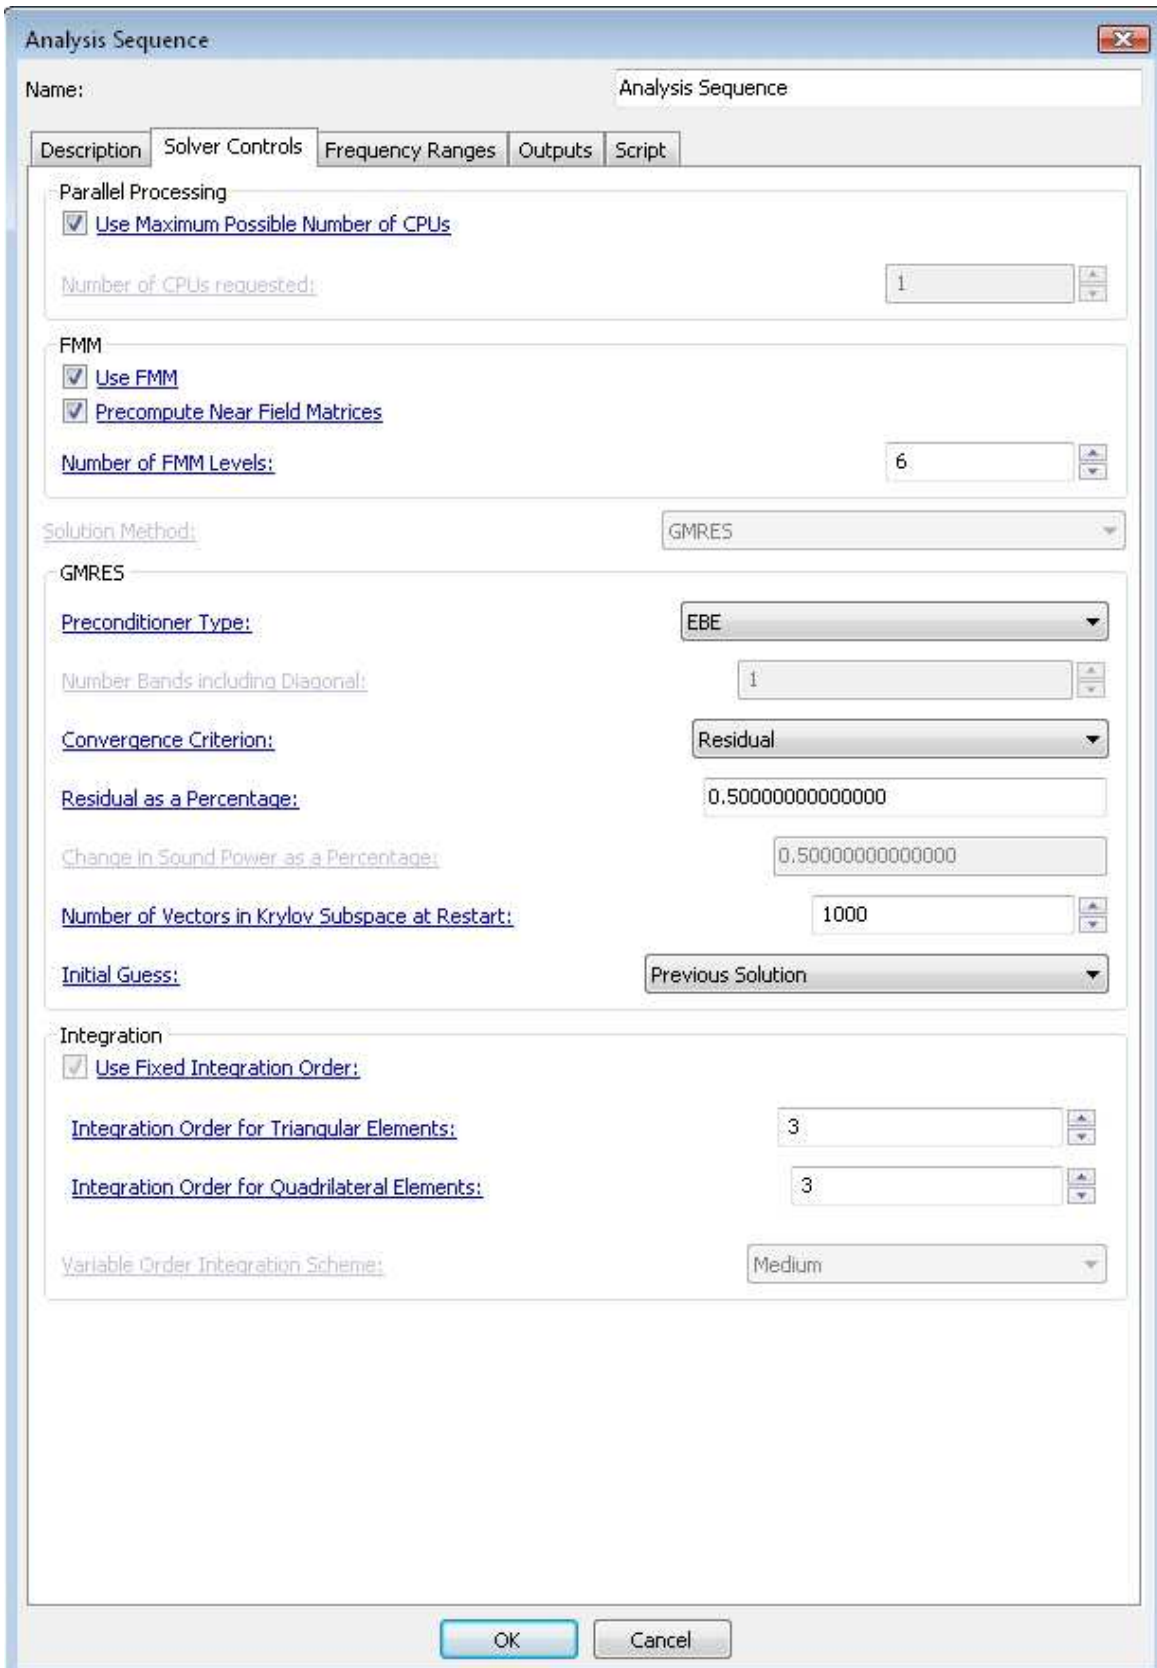 Analysis Sequence
Name: Analysis Sequence
Description Solver Controls Frequency Ranges Outputs Script
Parallel Processing
Use Maximum Possible Number of CPUs
Number of CPUs requested: 1
FMM
Use FMM
Precompute Near Field Matrices
Number of FMM Levels: 6
Solution Method: GMRES
GMRES
Preconditioner Type: EBE
Number Bands including Diagonal: 1
Convergence Criterion: Residual
Residual as a Percentage: 0.50000000000000
Change in Sound Power as a Percentage: 0.50000000000000
Number of Vectors in Krylov Subspace at Restart: 1000
Initial Guess: Previous Solution
Integration
Use Fixed Integration Order:
Integration Order for Triangular Elements: 3
Integration Order for Quadrilateral Elements: 3
Variable Order Integration Scheme: Medium
OK Cancel